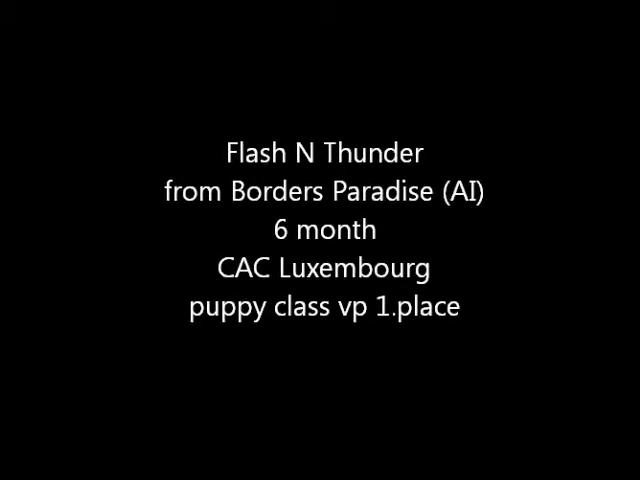 Flash N Thunder
from Borders Paradise (AI)
6 month
CAC Luxembourg
puppy class vp 1.place